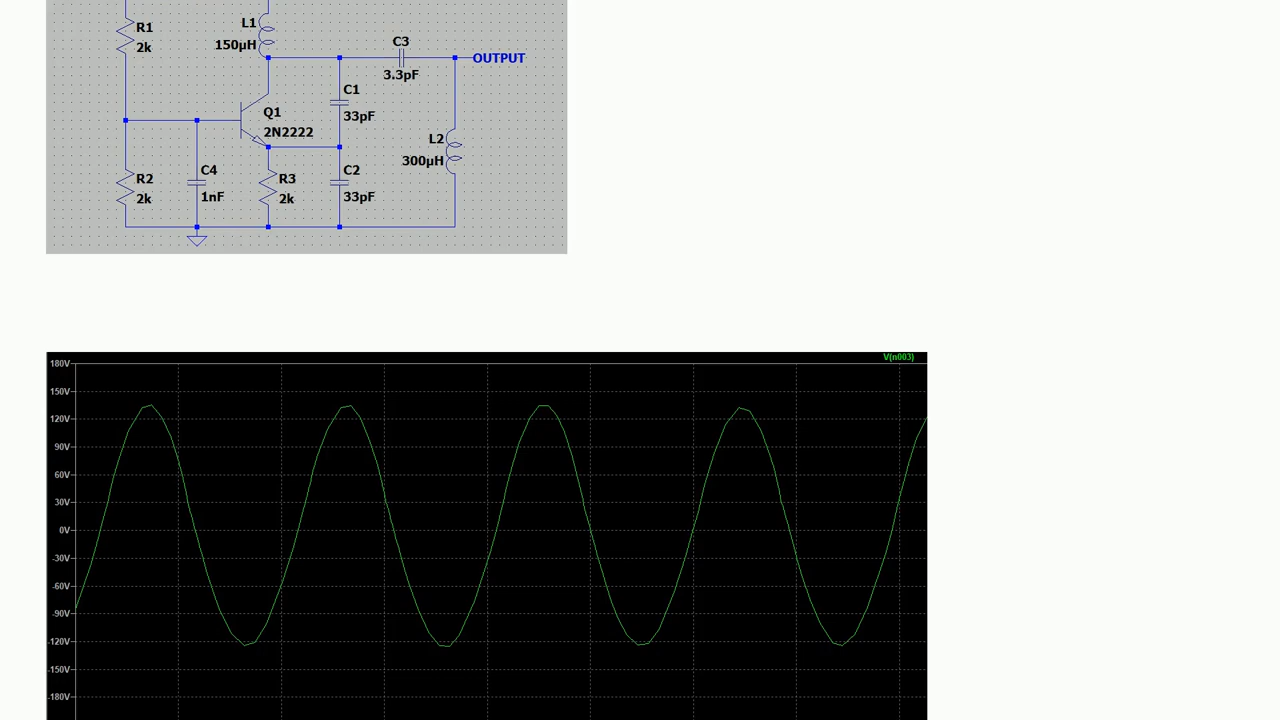 R1
2k
L1
150µH
C3
3.3pF
OUTPUT
C1
33pF
Q1
2N2222
L2
300µH
R2
2k
C4
1nF
R3
2k
C2
33pF
V(n003)
180V
150V
120V
90V
60V
30V
0V
-30V
-60V
-90V
-120V
-150V
-180V